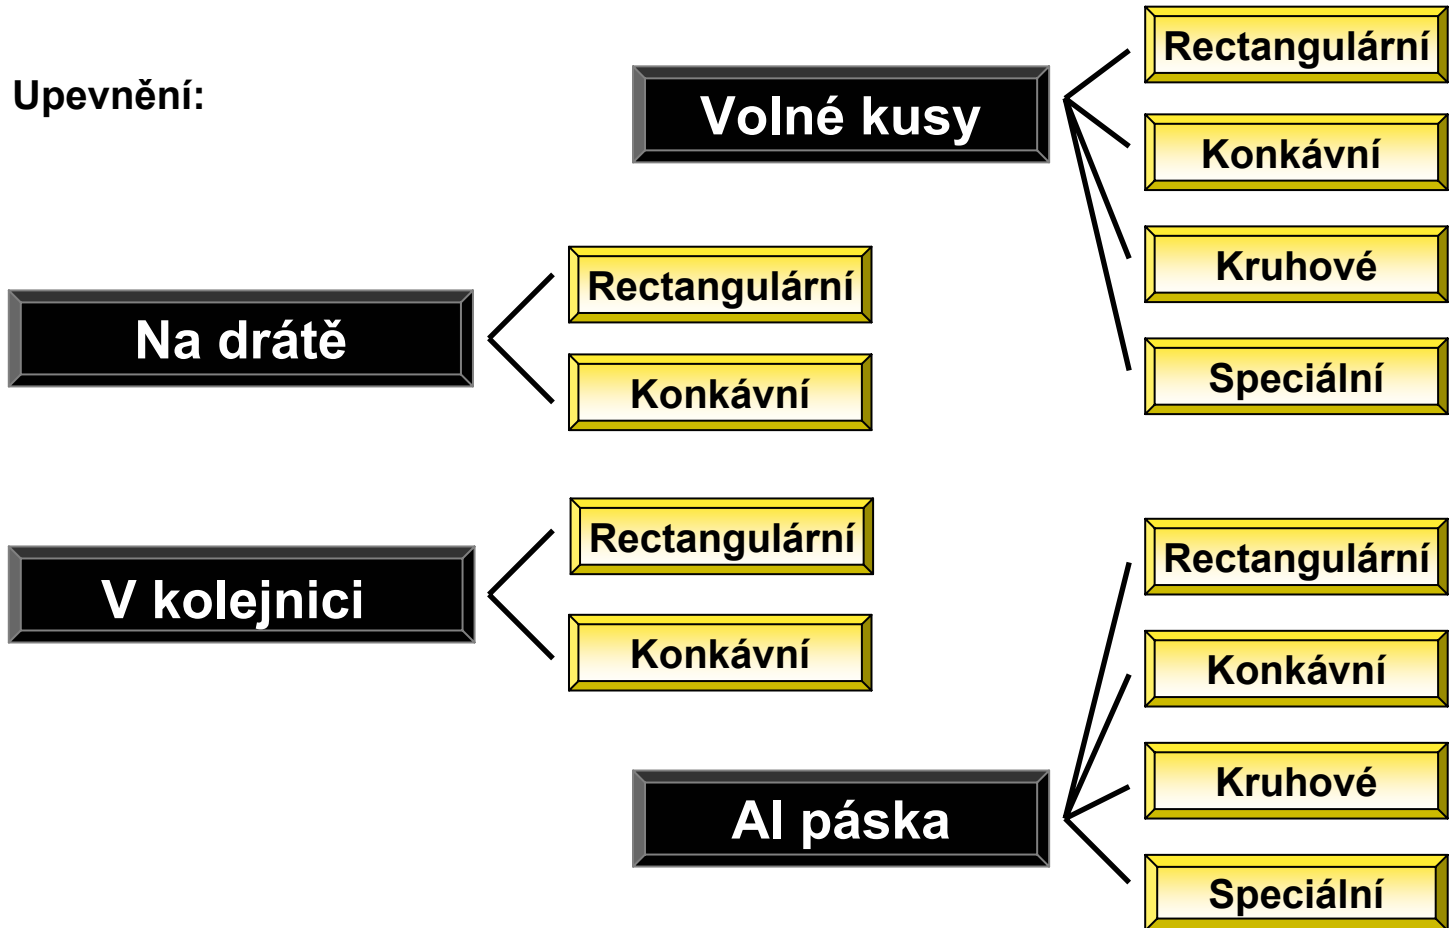 Upevnění:
Volné kusy
Rectangulární
Konkávní
Kruhové
Speciální
Na drátě
Rectangulární
Konkávní
V kolejnici
Rectangulární
Konkávní
Al páska
Rectangulární
Konkávní
Kruhové
Speciální